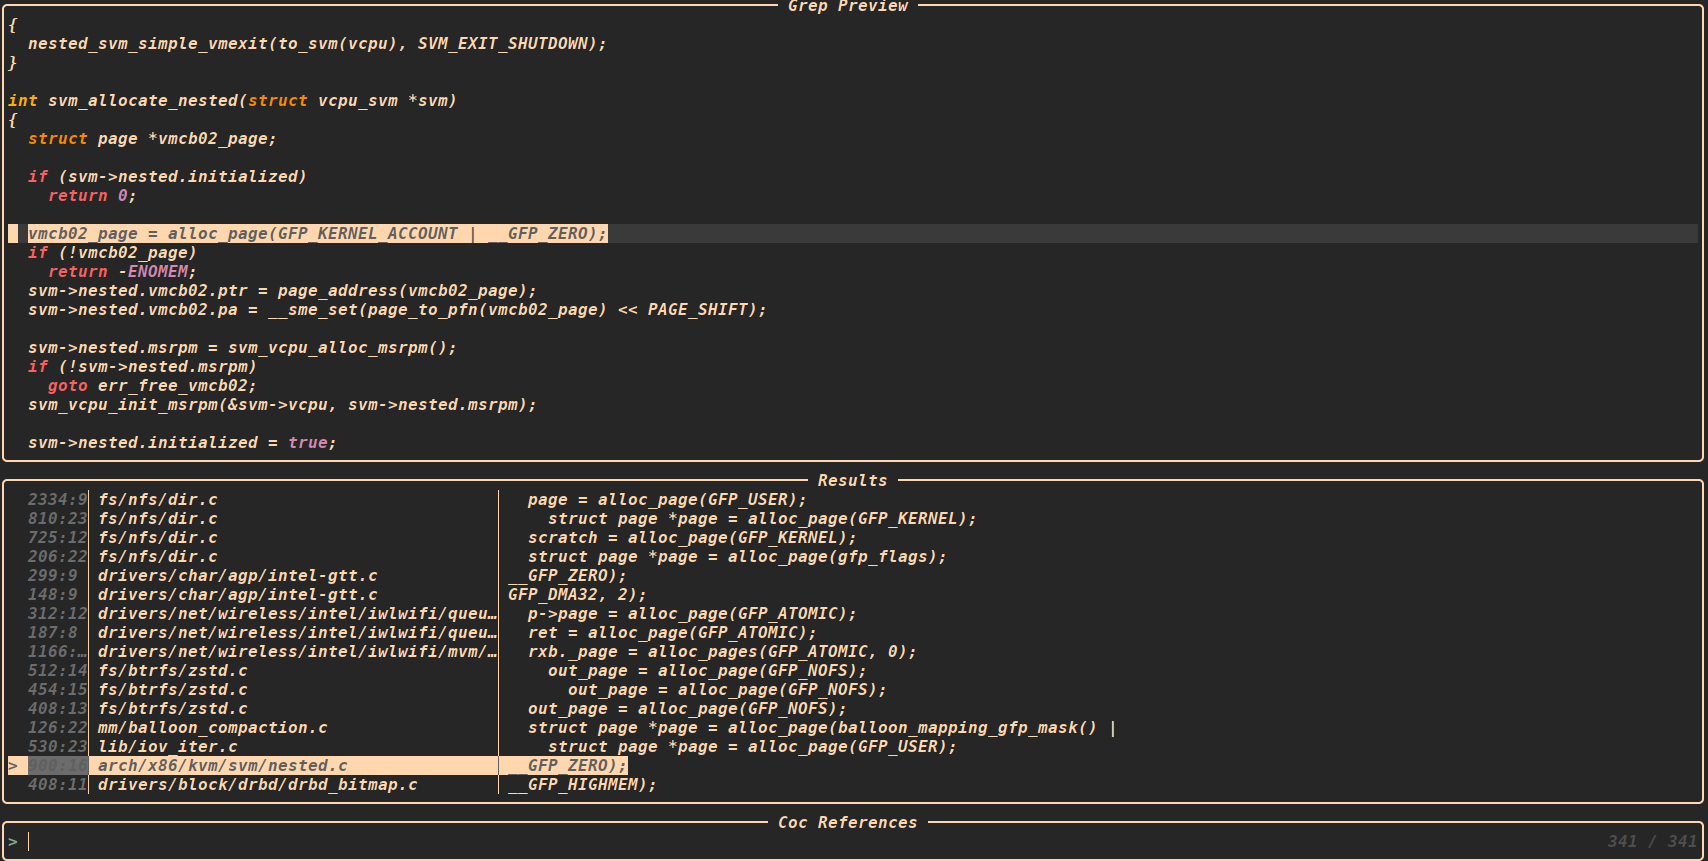 Grep Preview
{
  nested_svm_simple_vmexit(to_svm(vcpu), SVM_EXIT_SHUTDOWN);
}
int svm_allocate_nested(struct vcpu_svm *svm)
{
  struct page *vmcb02_page;
  if (svm->nested.initialized)
    return 0;
  vmcb02_page = alloc_page(GFP_KERNEL_ACCOUNT | __GFP_ZERO);
  if (!vmcb02_page)
    return -ENOMEM;
  svm->nested.vmcb02.ptr = page_address(vmcb02_page);
  svm->nested.vmcb02.pa = __sme_set(page_to_pfn(vmcb02_page) << PAGE_SHIFT);
  svm->nested.msrpm = svm_vcpu_alloc_msrpm();
  if (!svm->nested.msrpm)
    goto err_free_vmcb02;
  svm_vcpu_init_msrpm(&svm->vcpu, svm->nested.msrpm);
  svm->nested.initialized = true;
Results
2334:9 fs/nfs/dir.c page = alloc_page(GFP_USER);
810:23 fs/nfs/dir.c struct page *page = alloc_page(GFP_KERNEL);
725:12 fs/nfs/dir.c scratch = alloc_page(GFP_KERNEL);
206:22 fs/nfs/dir.c struct page *page = alloc_page(gfp_flags);
299:9 drivers/char/agp/intel-gtt.c __GFP_ZERO);
148:9 drivers/char/agp/intel-gtt.c GFP_DMA32, 2);
312:12 drivers/net/wireless/intel/iwlwifi/queu… p->page = alloc_page(GFP_ATOMIC);
187:8 drivers/net/wireless/intel/iwlwifi/queu… ret = alloc_page(GFP_ATOMIC);
1166:… drivers/net/wireless/intel/iwlwifi/mvm/… rxb._page = alloc_pages(GFP_ATOMIC, 0);
512:14 fs/btrfs/zstd.c out_page = alloc_page(GFP_NOFS);
454:15 fs/btrfs/zstd.c out_page = alloc_page(GFP_NOFS);
408:13 fs/btrfs/zstd.c out_page = alloc_page(GFP_NOFS);
126:22 mm/balloon_compaction.c struct page *page = alloc_page(balloon_mapping_gfp_mask() |
530:23 lib/iov_iter.c struct page *page = alloc_page(GFP_USER);
> 900:16 arch/x86/kvm/svm/nested.c __GFP_ZERO);
408:11 drivers/block/drbd/drbd_bitmap.c __GFP_HIGHMEM);
Coc References
> 341 / 341